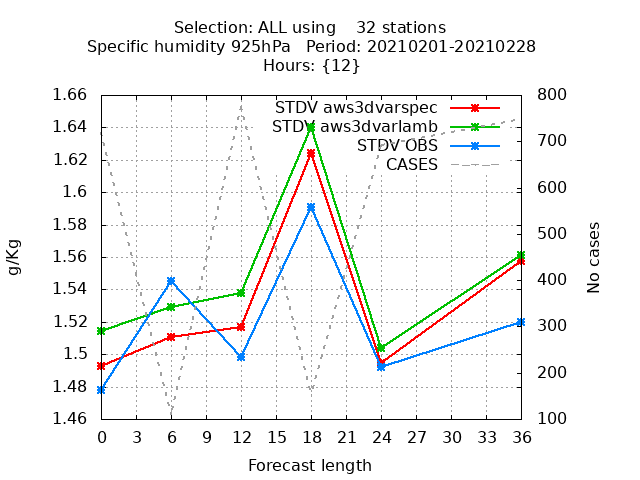 Selection: ALL using    32 stations
Specific humidity 925hPa   Period: 20210201-20210228
Hours: {12}
STDV aws3dvarspec
STDV aws3dvarlamb
STDV OBS
CASES
g/Kg
1.66
1.64
1.62
1.6
1.58
1.56
1.54
1.52
1.5
1.48
1.46
800
700
600
500
400
300
200
100
No cases
0 3 6 9 12 15 18 21 24 27 30 33 36
Forecast length